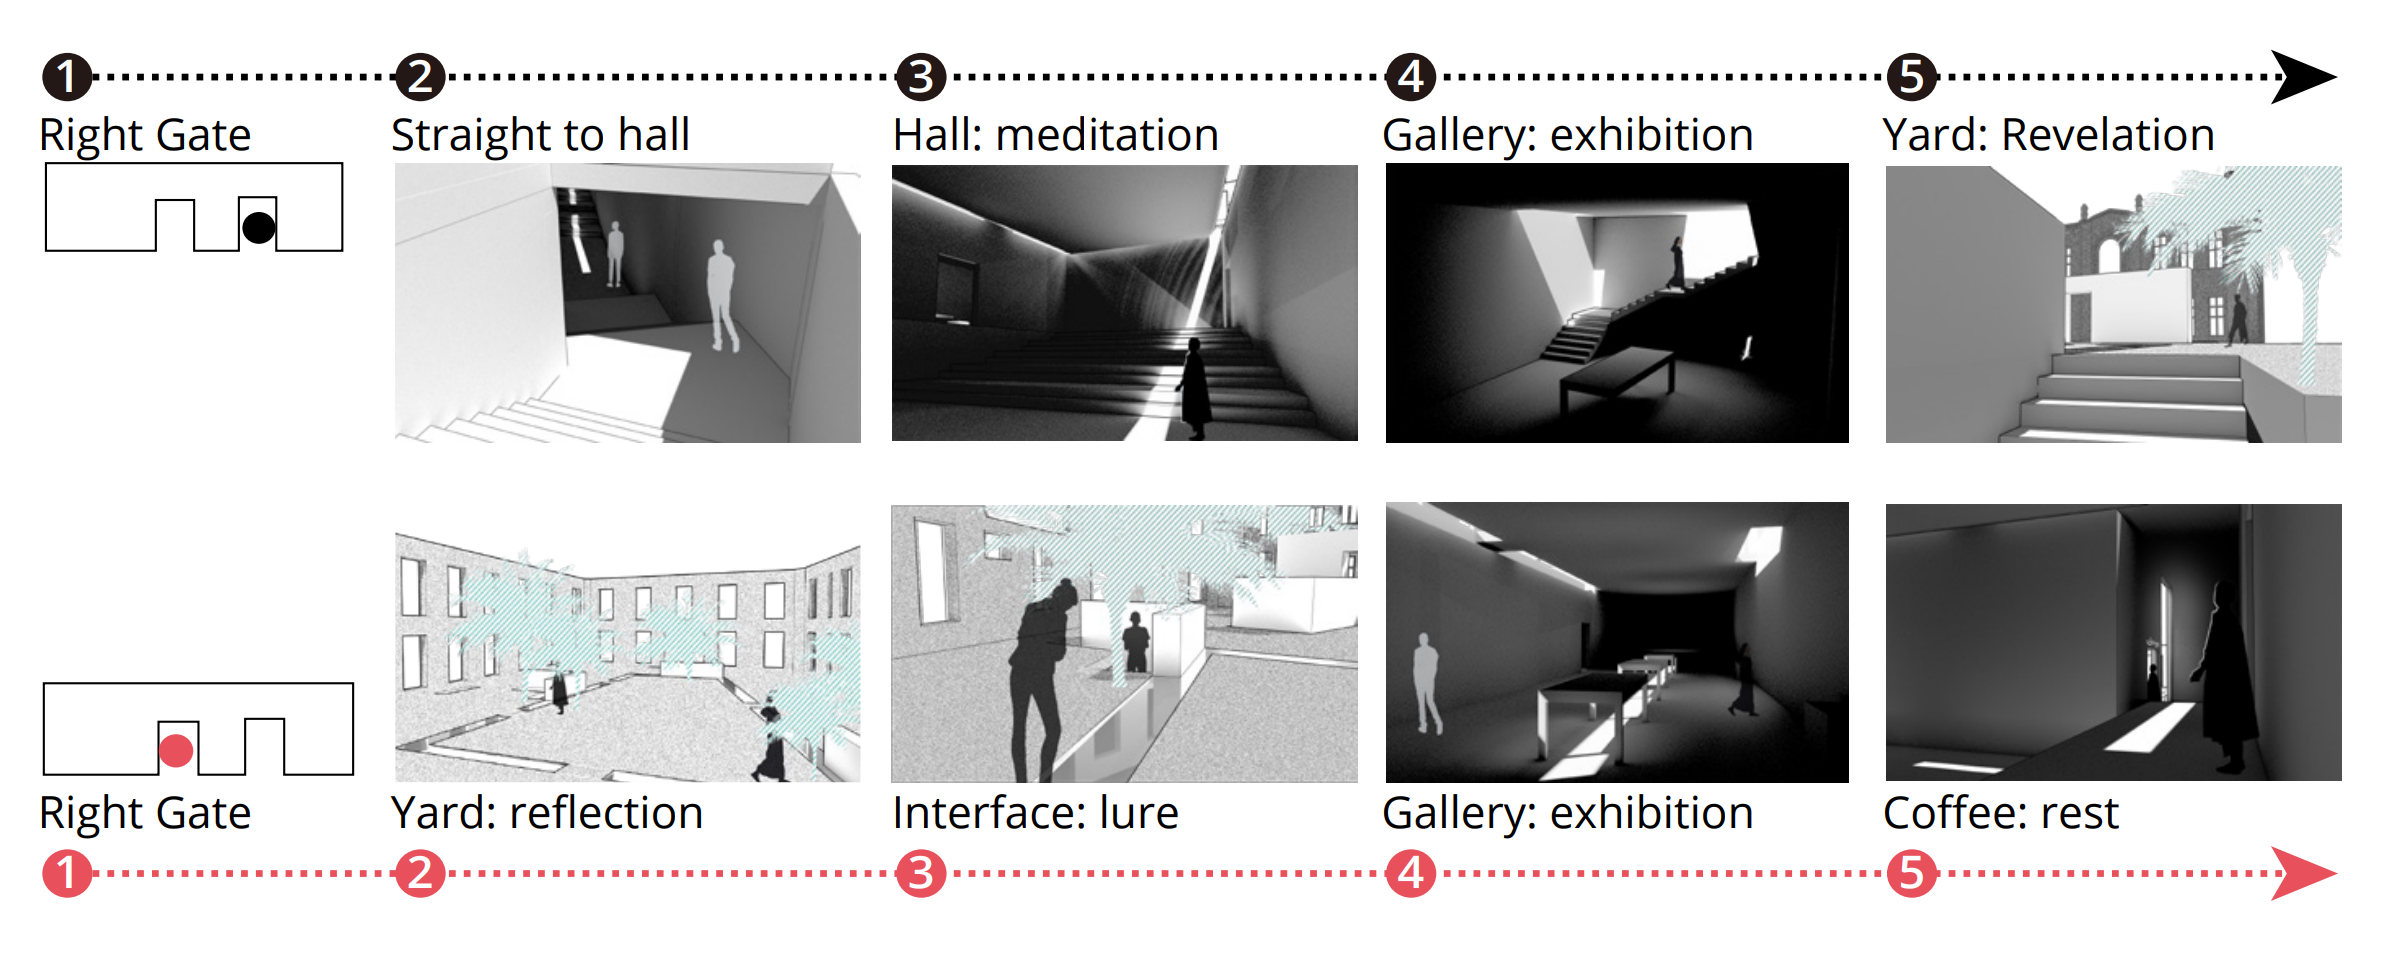 1 2 3 4 5
Right Gate Straight to hall Hall: meditation Gallery: exhibition Yard: Revelation
Right Gate Yard: reflection Interface: lure Gallery: exhibition Coffee: rest
1 2 3 4 5